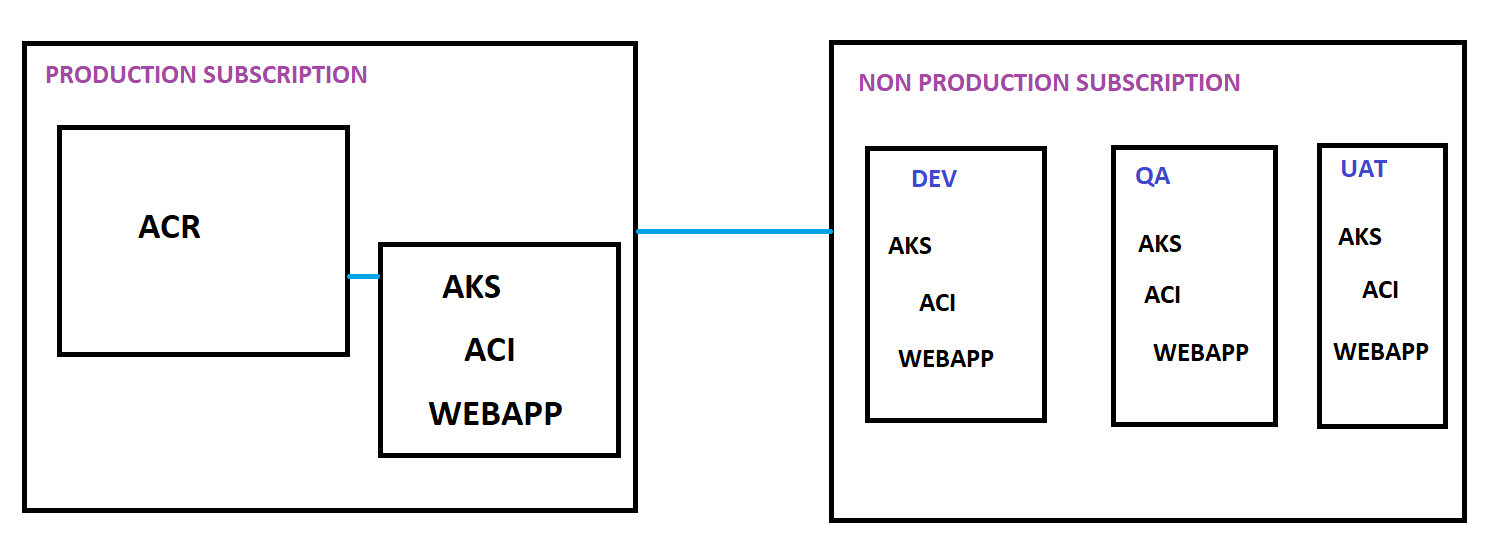 PRODUCTION SUBSCRIPTION
ACR
AKS
ACI
WEBAPP
NON PRODUCTION SUBSCRIPTION
DEV
AKS
ACI
WEBAPP
QA
AKS
ACI
WEBAPP
UAT
AKS
ACI
WEBAPP